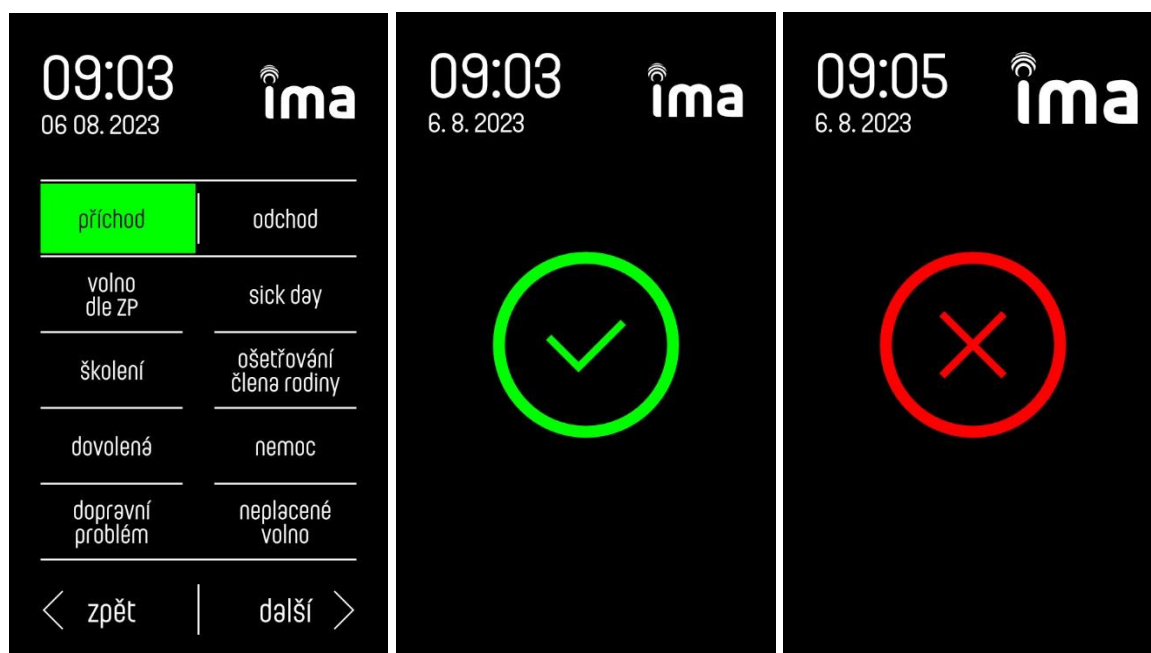 09:03
ima
06 08. 2023
příchod
odchod
volno
dle ZP
sick day
školení
ošetřování
člena rodiny
dovolená
nemoc
dopravní
problém
neplacené
volno
zpět
další
09:03
ima
6. 8. 2023
09:05
ima
6. 8. 2023